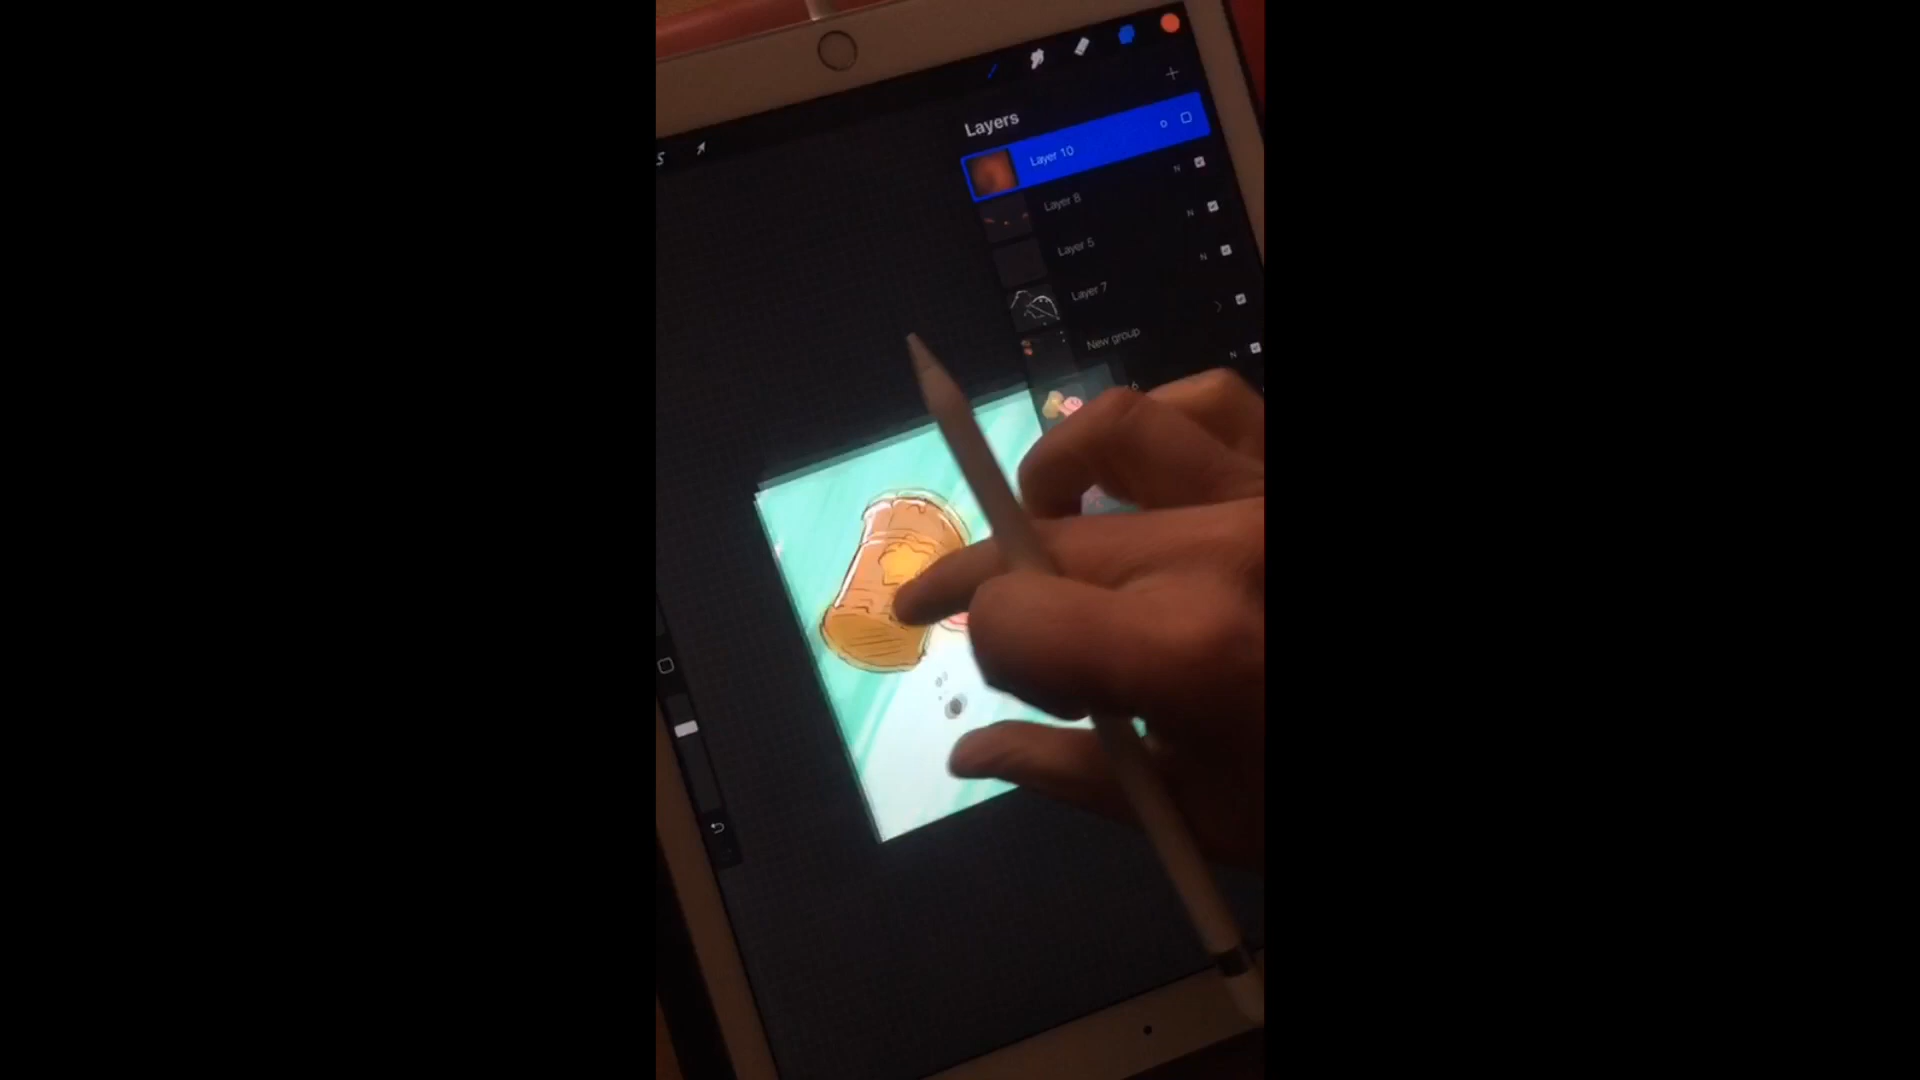 Layers
Layer 10
Layer 8
N
Layer 5
N
Layer 7
N
New group
N